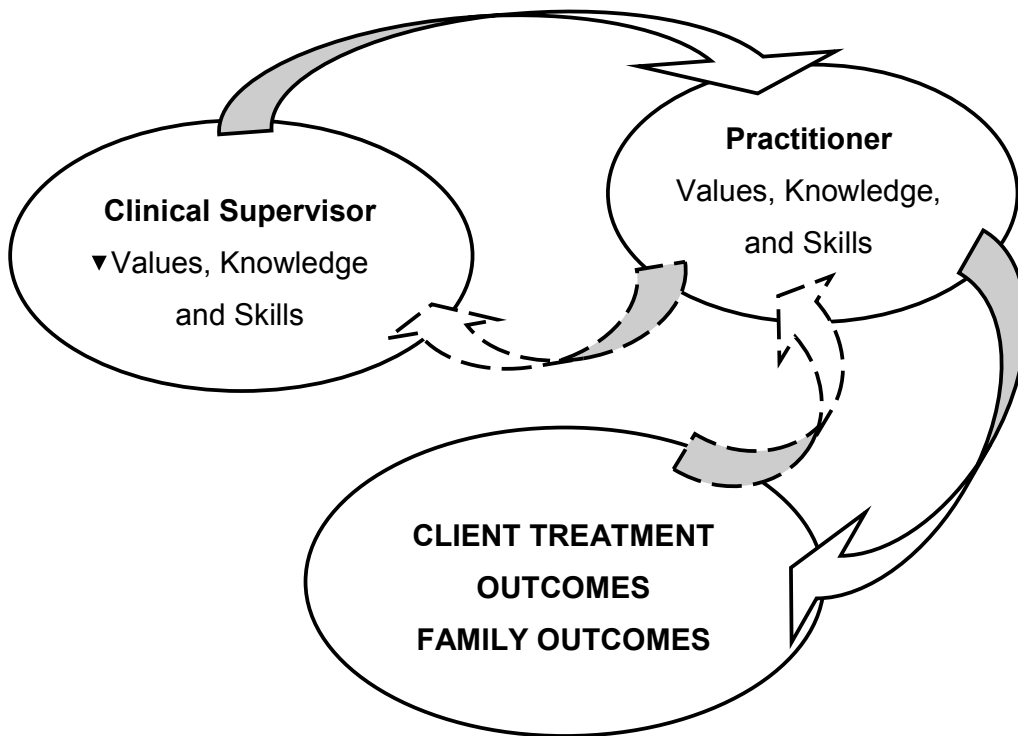 Practitioner
Values, Knowledge,
and Skills
Clinical Supervisor
▼Values, Knowledge
and Skills
CLIENT TREATMENT
OUTCOMES
FAMILY OUTCOMES